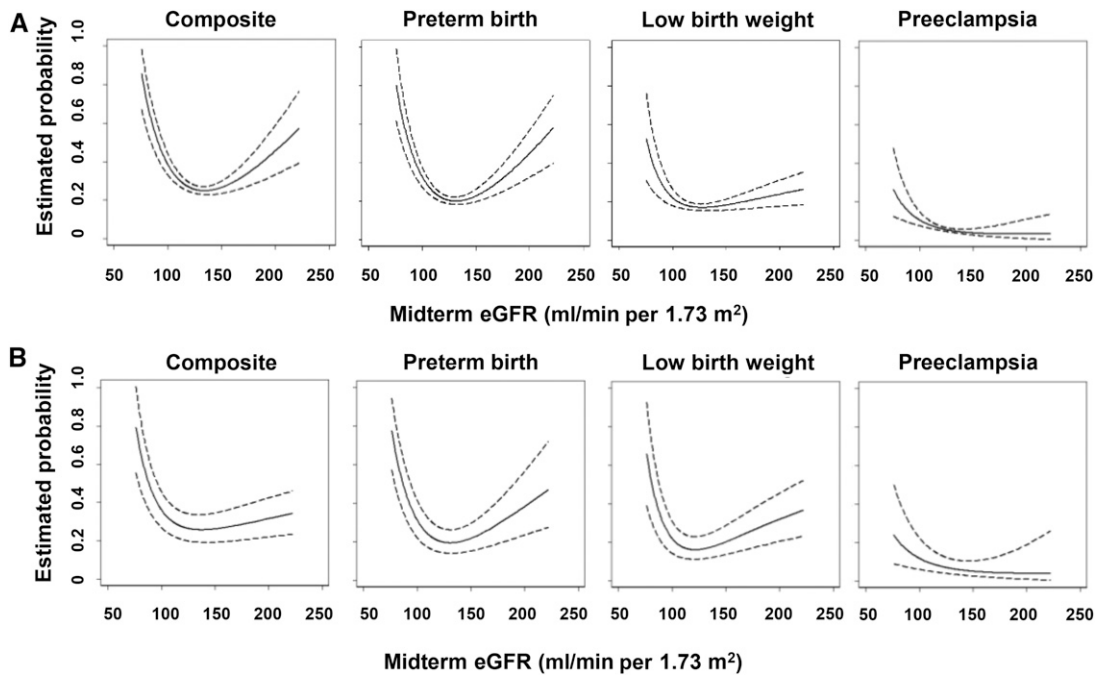 A
Composite Preterm birth Low birth weight Preeclampsia
Estimated probability
1.0
0.8
0.6
0.4
0.2
0
50 100 150 200 250 50 100 150 200 250 50 100 150 200 250 50 100 150 200 250
Midterm eGFR (ml/min per 1.73 m²)
B
Composite Preterm birth Low birth weight Preeclampsia
Estimated probability
1.0
0.8
0.6
0.4
0.2
0
50 100 150 200 250 50 100 150 200 250 50 100 150 200 250 50 100 150 200 250
Midterm eGFR (ml/min per 1.73 m²)